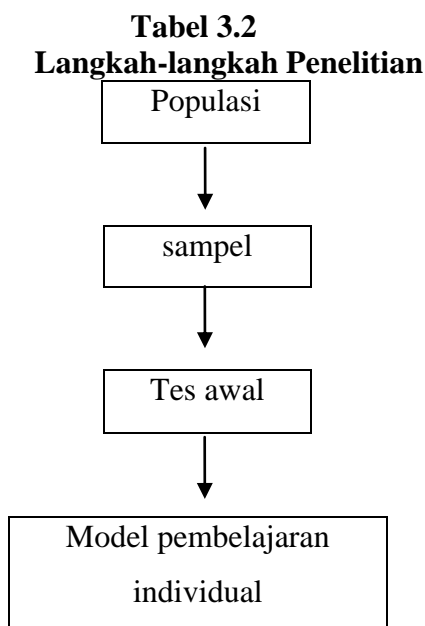 Tabel 3.2
Langkah-langkah Penelitian
Populasi
sampel
Tes awal
Model pembelajaran
individual